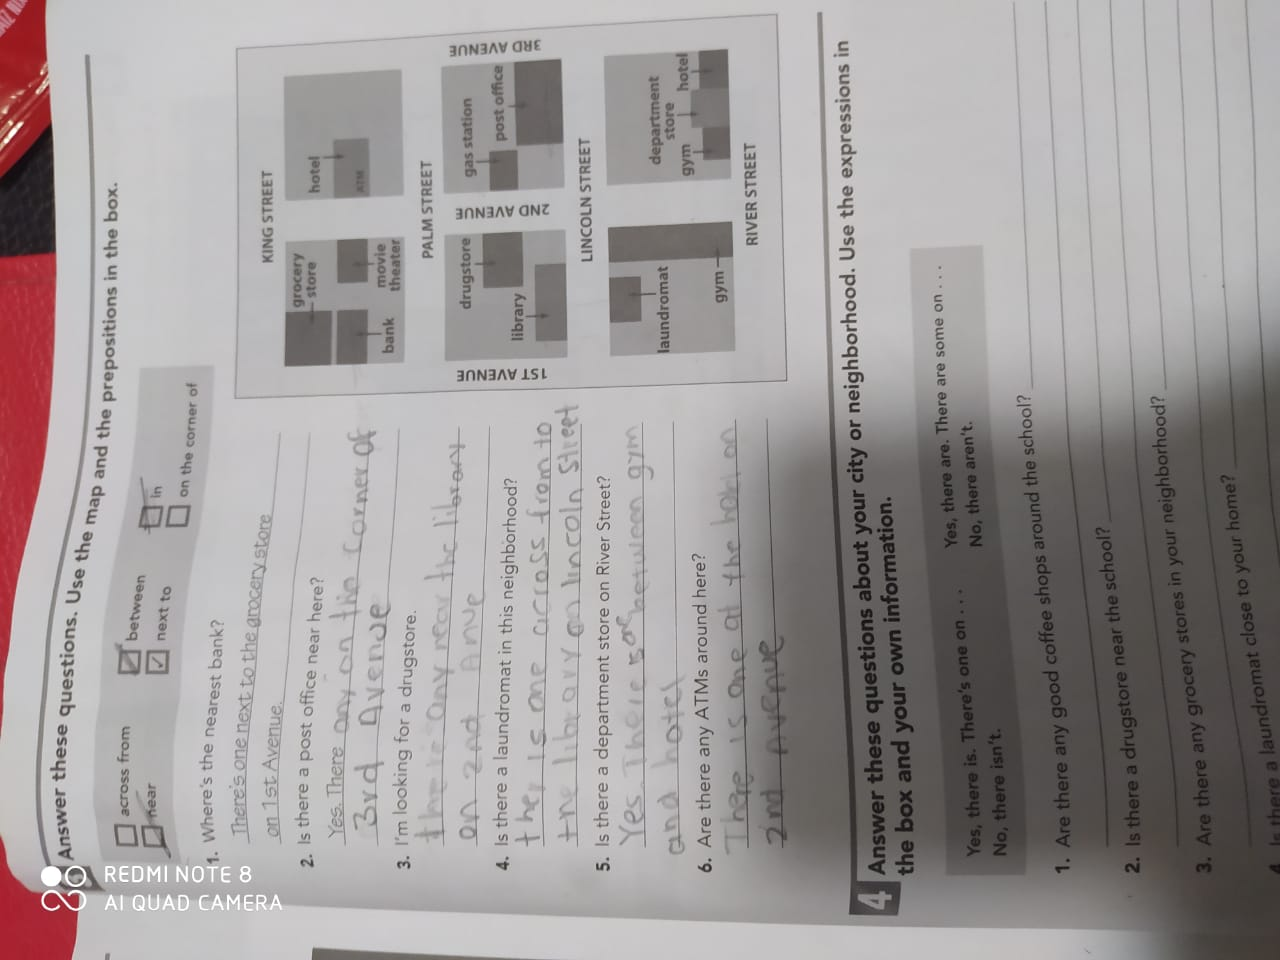 Answer these questions. Use the map and the prepositions in the box.
across from
between
in
near
next to
on the corner of
1. Where's the nearest bank?
There's one next to the grocery store
on 1st Avenue.
2. Is there a post office near here?
Yes. There any on the corner of
3rd Avenue
3. I'm looking for a drugstore.
any near the library
on 2nd Anue
4. Is there a laundromat in this neighborhood?
ther is one across from to
the library on lincoln Street
5. Is there a department store on River Street?
Yes. There between gym
and hotel
6. Are there any ATMs around here?
There is one at the hotel on
2nd Avenue
KING STREET
grocery store
hotel
ATM
bank
movie theater
PALM STREET
drugstore
gas station
post office
library
1ST AVENUE
2ND AVENUE
3RD AVENUE
LINCOLN STREET
laundromat
gym
department store
gym
hotel
RIVER STREET
4 Answer these questions about your city or neighborhood. Use the expressions in
the box and your own information.
Yes, there is. There's one on . . .
Yes, there are. There are some on . . .
No, there isn't.
No, there aren't.
1. Are there any good coffee shops around the school?
2. Is there a drugstore near the school?
3. Are there any grocery stores in your neighborhood?
4. Is there a laundromat close to your home?
REDMI NOTE 8
AI QUAD CAMERA